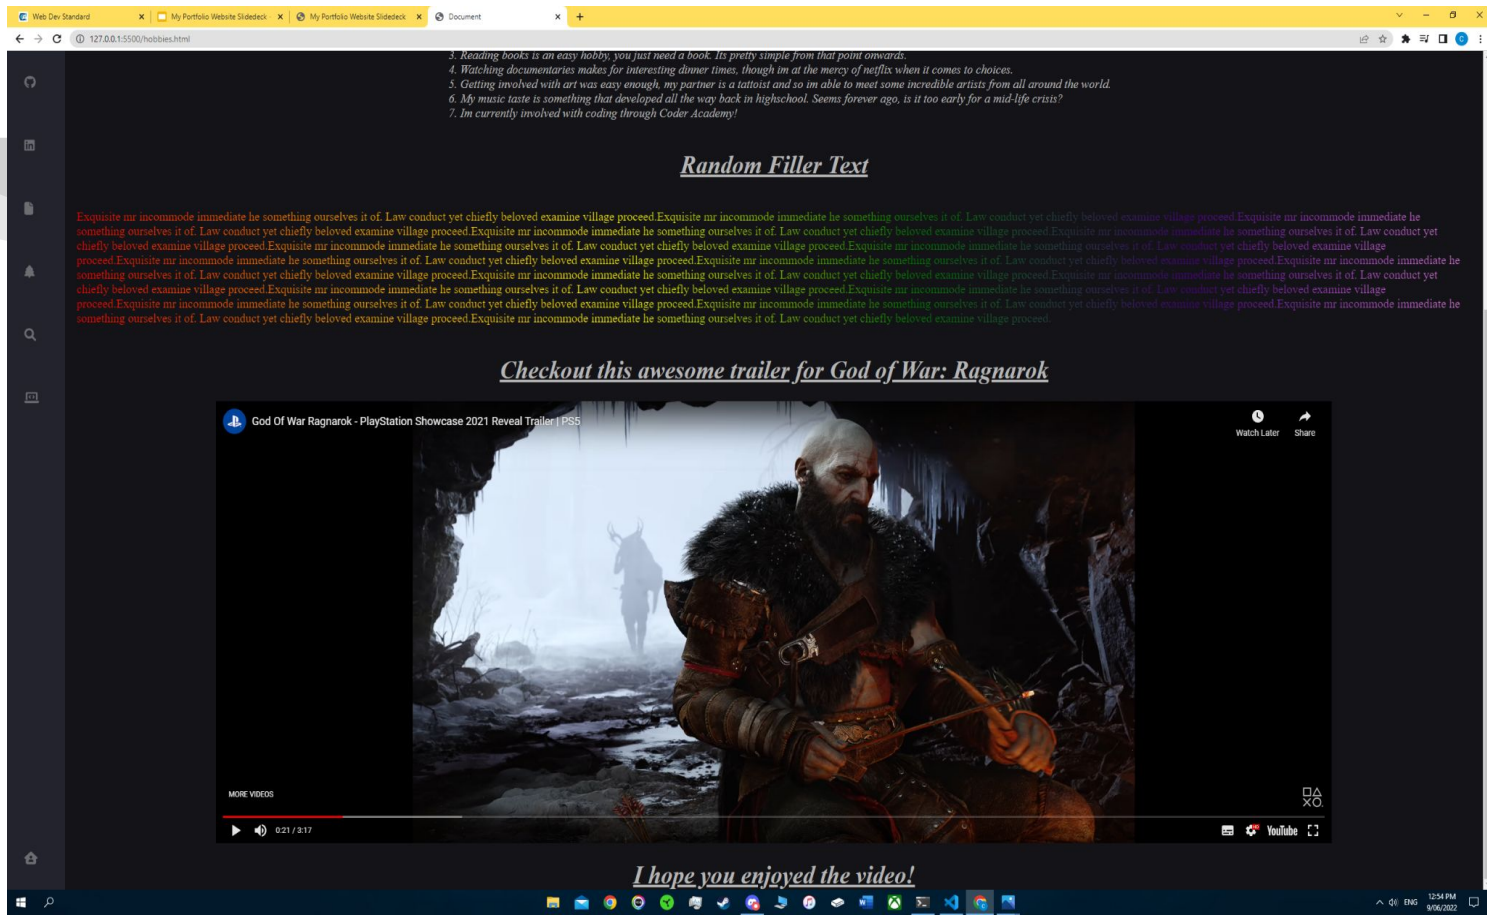 Web Dev Standard
My Portfolio Website Slidedeck
My Portfolio Website Slidedeck
Document
127.0.0.1:5500/hobbies.html
3. Reading books is an easy hobby, you just need a book. Its pretty simple from that point onwards.
4. Watching documentaries makes for interesting dinner times, though im at the mercy of netflix when it comes to choices.
5. Getting involved with art was easy enough, my partner is a tattoist and so im able to meet some incredible artists from all around the world.
6. My music taste is something that developed all the way back in highschool. Seems forever ago, is it too early for a mid-life crisis?
7. Im currently involved with coding through Coder Academy!
Random Filler Text
Exquisite mr incommode immediate he something ourselves it of. Law conduct yet chiefly beloved examine village proceed.Exquisite mr incommode immediate he something ourselves it of. Law conduct yet chiefly beloved examine village proceed.Exquisite mr incommode immediate he
something ourselves it of. Law conduct yet chiefly beloved examine village proceed.Exquisite mr incommode immediate he something ourselves it of. Law conduct yet chiefly beloved examine village proceed.Exquisite mr incommode immediate he something ourselves it of. Law conduct yet
chiefly beloved examine village proceed.Exquisite mr incommode immediate he something ourselves it of. Law conduct yet chiefly beloved examine village proceed.Exquisite mr incommode immediate he something ourselves it of. Law conduct yet chiefly beloved examine village
proceed.Exquisite mr incommode immediate he something ourselves it of. Law conduct yet chiefly beloved examine village proceed.Exquisite mr incommode immediate he something ourselves it of. Law conduct yet chiefly beloved examine village proceed.Exquisite mr incommode immediate he
something ourselves it of. Law conduct yet chiefly beloved examine village proceed.Exquisite mr incommode immediate he something ourselves it of. Law conduct yet chiefly beloved examine village proceed.Exquisite mr incommode immediate he something ourselves it of. Law conduct yet
chiefly beloved examine village proceed.Exquisite mr incommode immediate he something ourselves it of. Law conduct yet chiefly beloved examine village proceed.Exquisite mr incommode immediate he something ourselves it of. Law conduct yet chiefly beloved examine village
proceed.Exquisite mr incommode immediate he something ourselves it of. Law conduct yet chiefly beloved examine village proceed.Exquisite mr incommode immediate he something ourselves it of. Law conduct yet chiefly beloved examine village proceed.Exquisite mr incommode immediate he
something ourselves it of. Law conduct yet chiefly beloved examine village proceed.Exquisite mr incommode immediate he something ourselves it of. Law conduct yet chiefly beloved examine village proceed.
Checkout this awesome trailer for God of War: Ragnarok
God Of War Ragnarok - PlayStation Showcase 2021 Reveal Trailer | PS5
Watch Later
Share
MORE VIDEOS
0:21 / 3:17
YouTube
I hope you enjoyed the video!
ENG
12:54 PM
9/06/2022